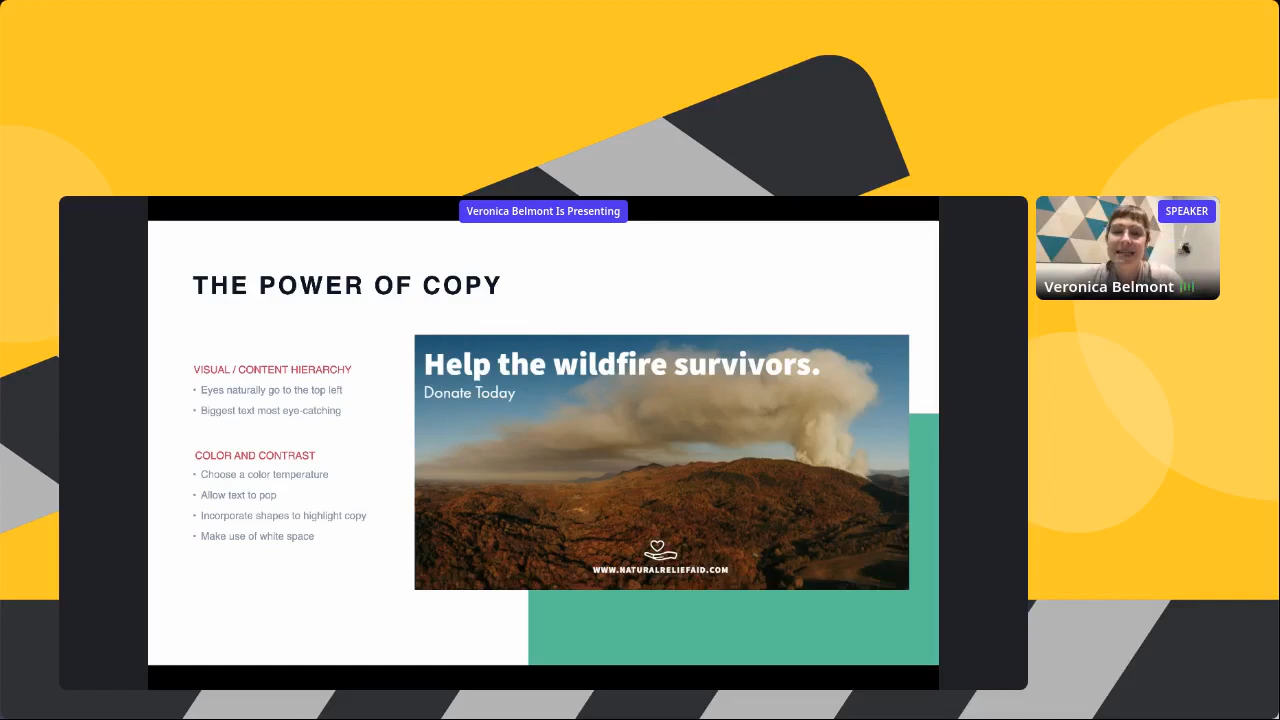 Veronica Belmont Is Presenting
SPEAKER
Veronica Belmont
THE POWER OF COPY
VISUAL / CONTENT HIERARCHY
• Eyes naturally go to the top left
• Biggest text most eye-catching
COLOR AND CONTRAST
• Choose a color temperature
• Allow text to pop
• Incorporate shapes to highlight copy
• Make use of white space
Help the wildfire survivors.
Donate Today
WWW.NATURALRELIEFAID.COM